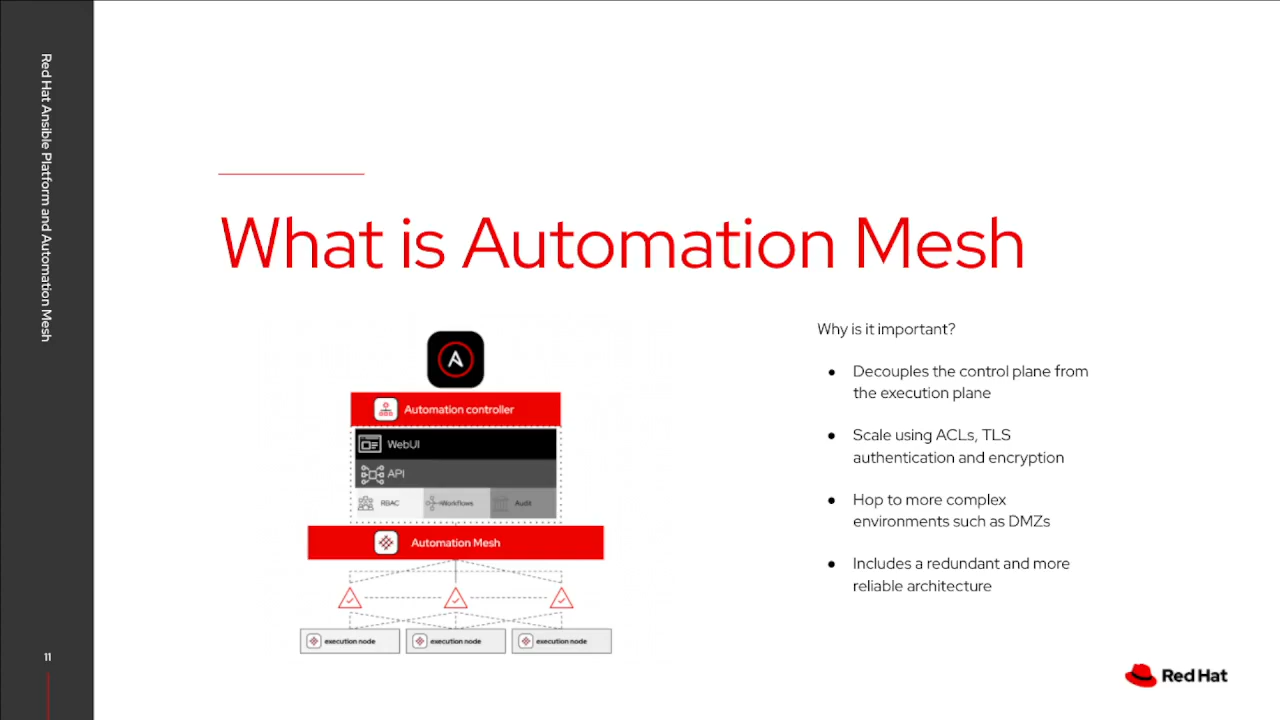 Red Hat Ansible Platform and Automation Mesh
What is Automation Mesh
Automation controller
WebUI
API
RBAC
Workflows
Audit
Automation Mesh
execution node
execution node
execution node
Why is it important?
● Decouples the control plane from
the execution plane
● Scale using ACLs, TLS
authentication and encryption
● Hop to more complex
environments such as DMZs
● Includes a redundant and more
reliable architecture
11
Red Hat